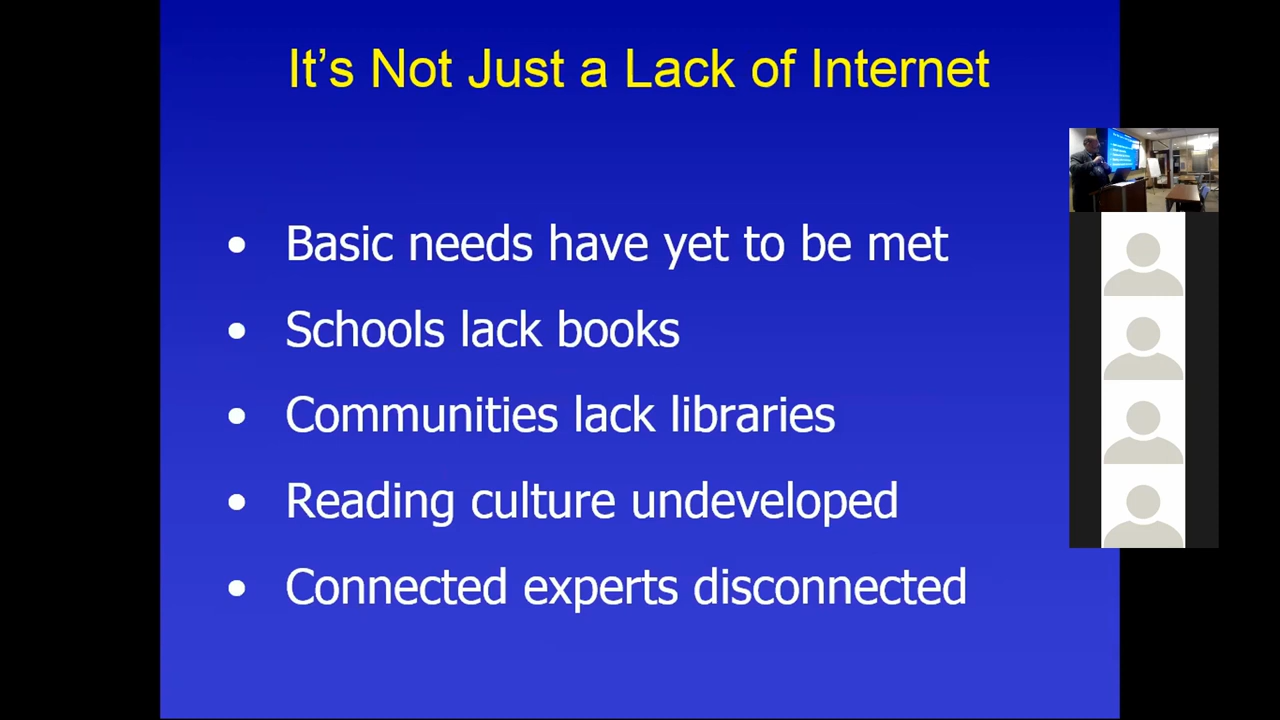 It's Not Just a Lack of Internet
• Basic needs have yet to be met
• Schools lack books
• Communities lack libraries
• Reading culture undeveloped
• Connected experts disconnected